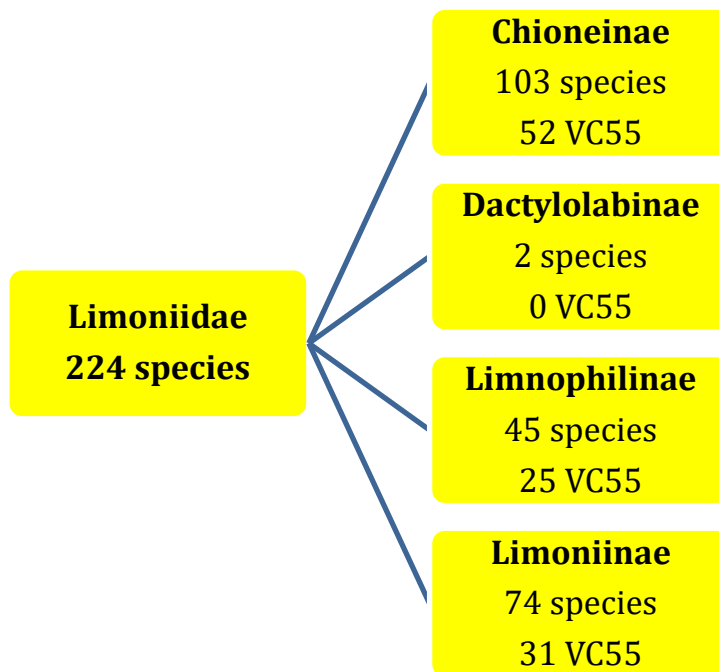 Limoniidae
224 species
Chioneinae
103 species
52 VC55
Dactylolabinae
2 species
0 VC55
Limnophilinae
45 species
25 VC55
Limoniinae
74 species
31 VC55